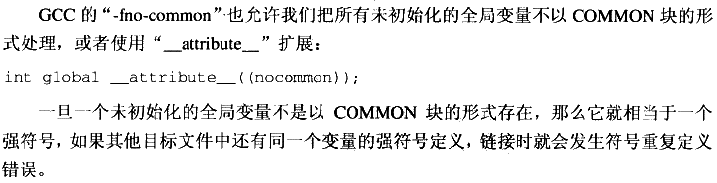 GCC 的“-fno-common”也允许我们把所有未初始化的全局变量不以 COMMON 块的形
式处理，或者使用“__attribute__”扩展：
int global __attribute__((nocommon));
一旦一个未初始化的全局变量不是以 COMMON 块的形式存在，那么它就相当于一个
强符号，如果其他目标文件中还有同一个变量的强符号定义，链接时就会发生符号重复定义
错误。